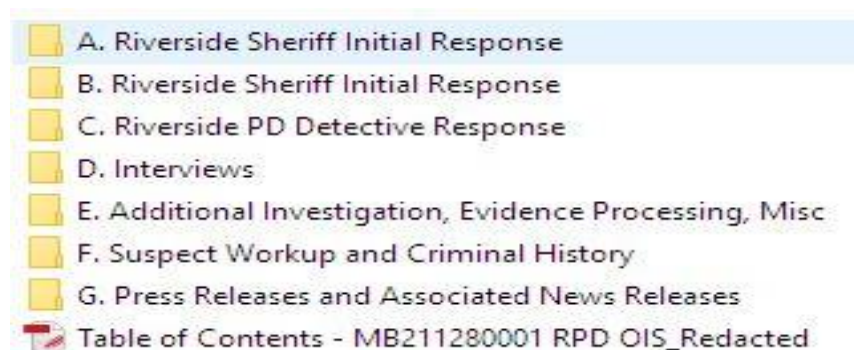 A. Riverside Sheriff Initial Response
B. Riverside Sheriff Initial Response
C. Riverside PD Detective Response
D. Interviews
E. Additional Investigation, Evidence Processing, Misc
F. Suspect Workup and Criminal History
G. Press Releases and Associated News Releases
Table of Contents - MB211280001 RPD OIS_Redacted